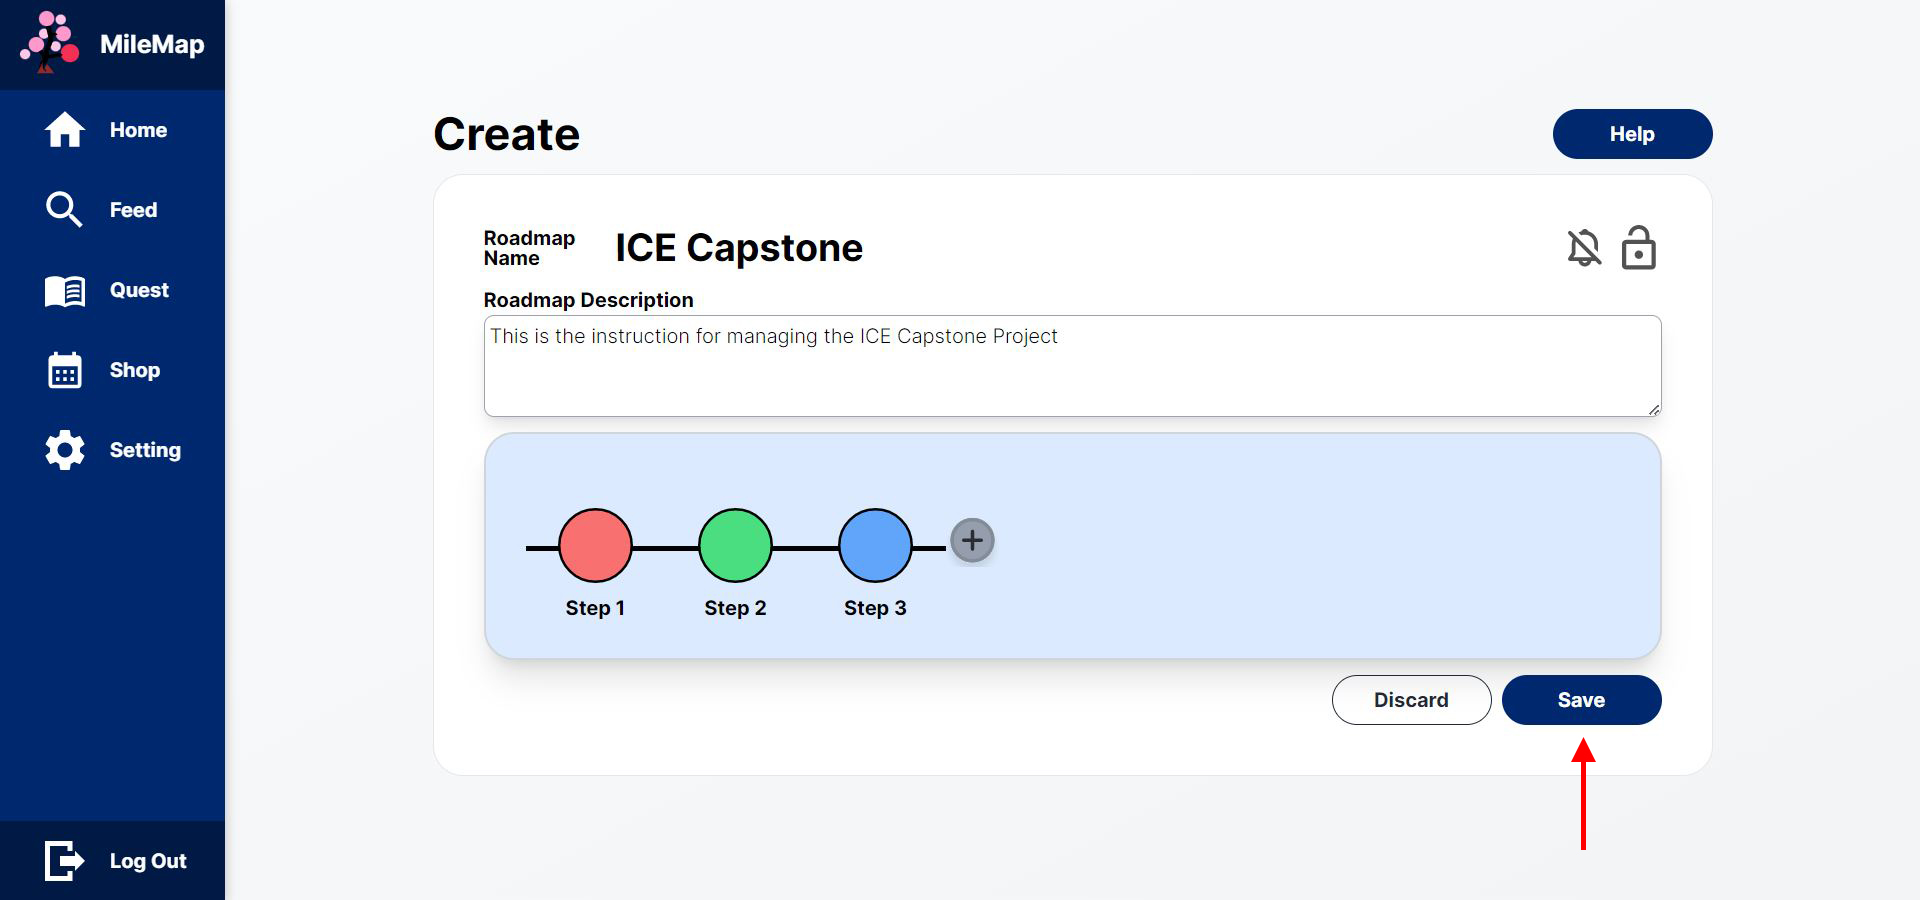 MileMap
Home
Feed
Quest
Shop
Setting
Log Out
Create
Help
Roadmap
Name
ICE Capstone
Roadmap Description
This is the instruction for managing the ICE Capstone Project
Step 1
Step 2
Step 3
Discard
Save